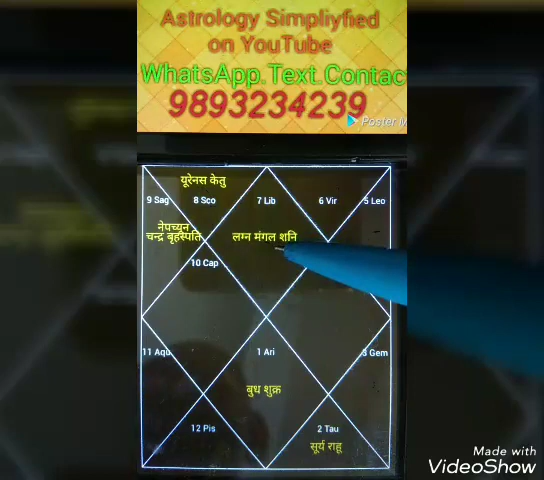 Astrology Simpliyfied
on YouTube
WhatsApp.Text.Contac
9893234239
Poster M
यूरेनस केतु
9 Sag
8 Sco
7 Lib
6 Vir
5 Leo
नेपच्यून
चन्द्र बृहस्पति
लग्न मंगल शनि
10 Cap
11 Aqu
1 Ari
3 Gem
बुध शुक्र
12 Pis
2 Tau
सूर्य राहू
Made with
VideoShow